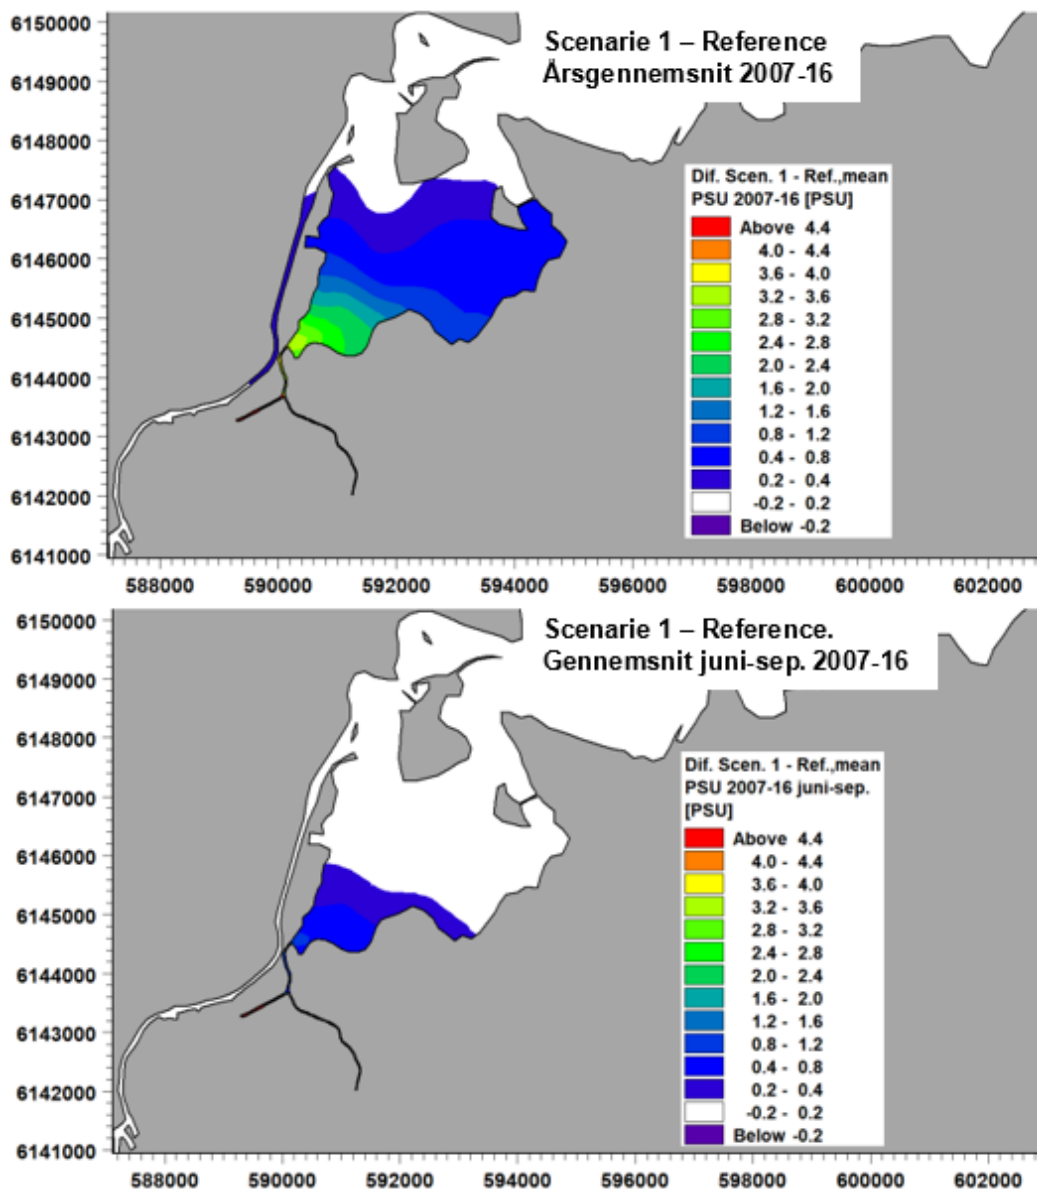 6150000
6149000
6148000
6147000
6146000
6145000
6144000
6143000
6142000
6141000
588000 590000 592000 594000 596000 598000 600000 602000
Scenarie 1 – Reference
Årsgennemsnit 2007-16
Dif. Scen. 1 - Ref.,mean
PSU 2007-16 [PSU]
Above 4.4
4.0 - 4.4
3.6 - 4.0
3.2 - 3.6
2.8 - 3.2
2.4 - 2.8
2.0 - 2.4
1.6 - 2.0
1.2 - 1.6
0.8 - 1.2
0.4 - 0.8
0.2 - 0.4
-0.2 - 0.2
Below -0.2
6150000
6149000
6148000
6147000
6146000
6145000
6144000
6143000
6142000
6141000
588000 590000 592000 594000 596000 598000 600000 602000
Scenarie 1 – Reference.
Gennemsnit juni-sep. 2007-16
Dif. Scen. 1 - Ref.,mean
PSU 2007-16 juni-sep.
[PSU]
Above 4.4
4.0 - 4.4
3.6 - 4.0
3.2 - 3.6
2.8 - 3.2
2.4 - 2.8
2.0 - 2.4
1.6 - 2.0
1.2 - 1.6
0.8 - 1.2
0.4 - 0.8
0.2 - 0.4
-0.2 - 0.2
Below -0.2